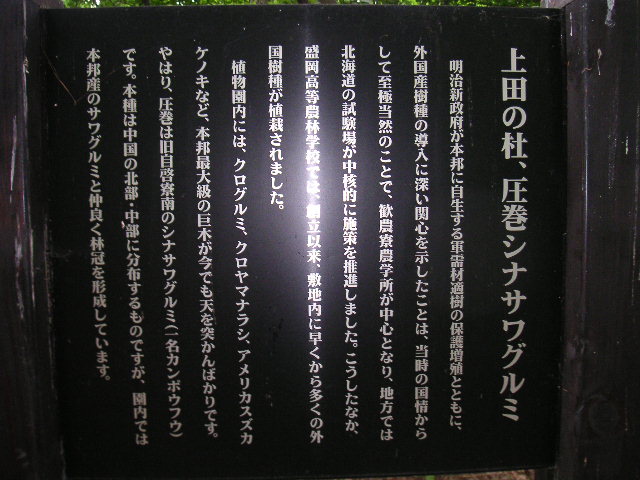 上田の杜、圧巻シナサワグルミ
明治新政府が本邦に自生する軍需材適樹の保護増殖とともに、
外国産樹種の導入に深い関心を示したことは、当時の国情から
して至極当然のことで、勧農寮農学所が中心となり、地方では
北海道の試験場が中核的に施策を推進しました。こうしたなか、
盛岡高等農林学校では、創立以来、敷地内に早くから多くの外
国樹種が植栽されました。
植物園内には、クログルミ、クロヤマナラシ、アメリカスズカ
ケノキなど、本邦最大級の巨木が今でも天を突かんばかりです。
やはり、圧巻は旧自啓寮南のシナサワグルミ(一名カンポウフウ)
です。本種は中国の北部・中部に分布するものですが、園内では
本邦産のサワグルミと仲良く林冠を形成しています。